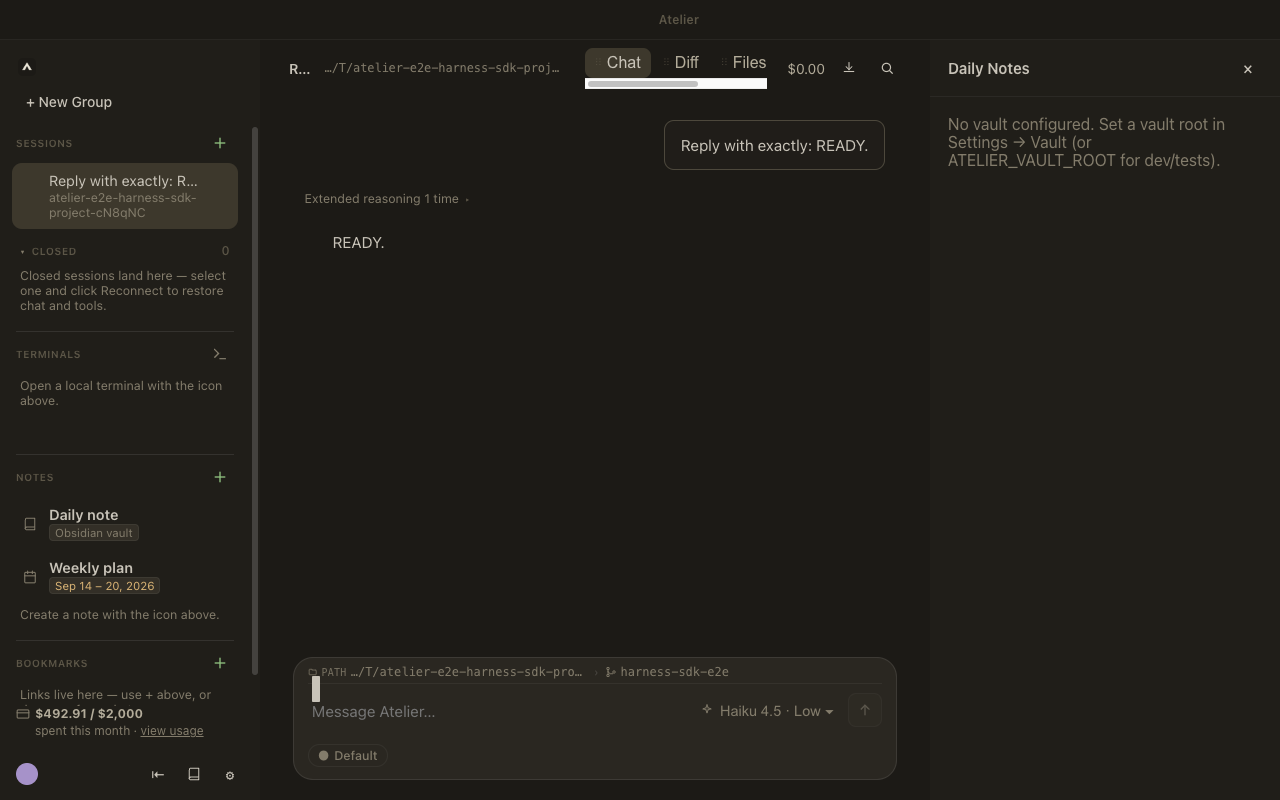 Atelier
+ New Group
SESSIONS
Reply with exactly: R...
atelier-e2e-harness-sdk-
project-cN8qNC
CLOSED 0
Closed sessions land here — select
one and click Reconnect to restore
chat and tools.
TERMINALS
Open a local terminal with the icon
above.
NOTES
Daily note
Obsidian vault
Weekly plan
Sep 14 – 20, 2026
Create a note with the icon above.
BOOKMARKS
Links live here — use + above, or
$492.91 / $2,000
spent this month · view usage
R... …/T/atelier-e2e-harness-sdk-proj…
Chat Diff Files
$0.00
Reply with exactly: READY.
Extended reasoning 1 time
READY.
PATH …/T/atelier-e2e-harness-sdk-pro… › harness-sdk-e2e
Message Atelier...
Haiku 4.5 · Low
Default
Daily Notes
No vault configured. Set a vault root in
Settings → Vault (or
ATELIER_VAULT_ROOT for dev/tests).